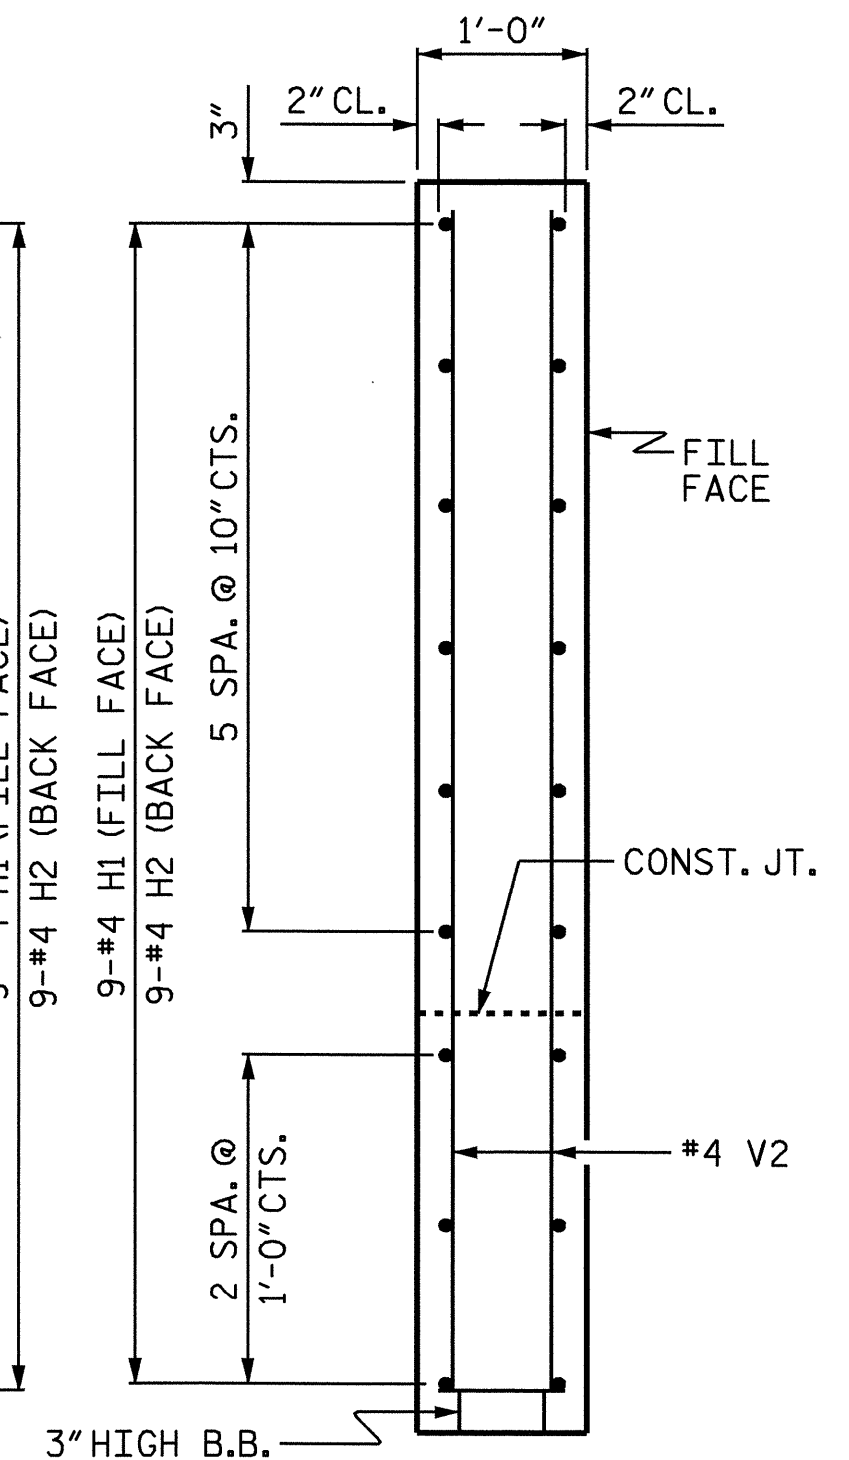 1'-0"
2" CL.
2" CL.
3"
5 SPA. @ 10" CTS.
FILL
FACE
9-#4 H2 (BACK FACE)
9-#4 H1 (FILL FACE)
9-#4 H2 (BACK FACE)
CONST. JT.
2 SPA. @
1'-0" CTS.
#4 V2
3" HIGH B.B.